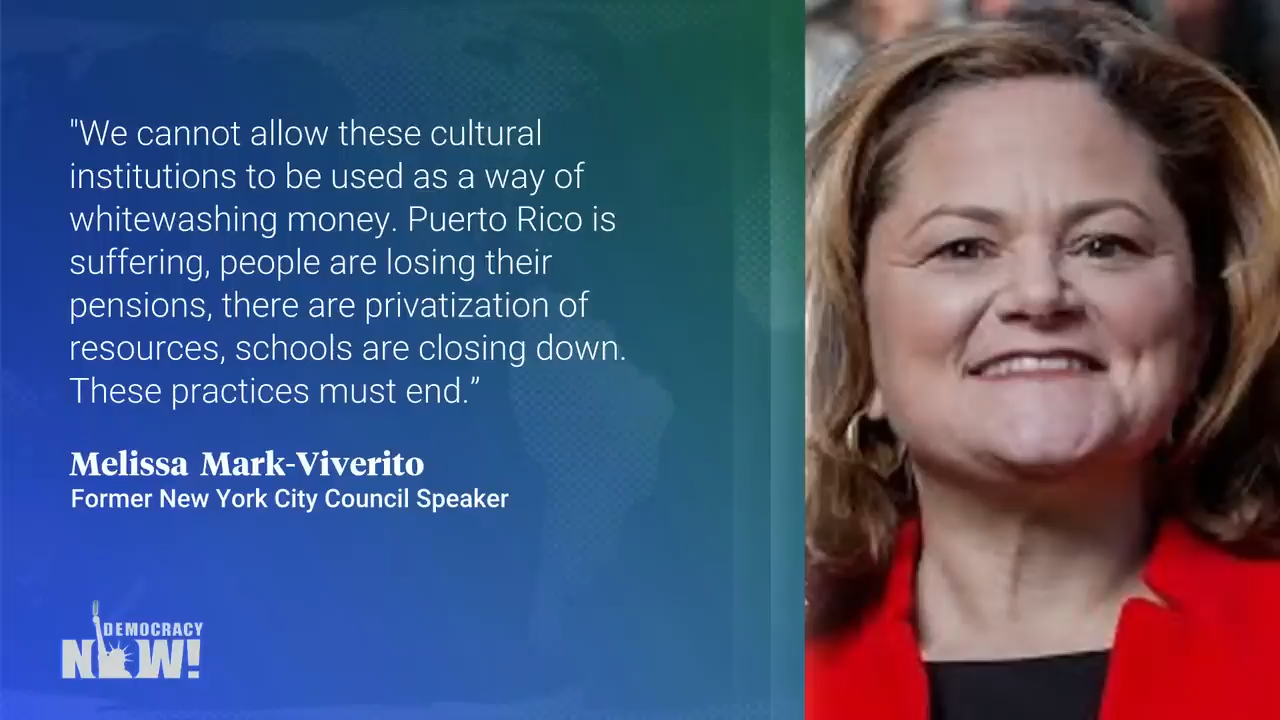 "We cannot allow these cultural
institutions to be used as a way of
whitewashing money. Puerto Rico is
suffering, people are losing their
pensions, there are privatization of
resources, schools are closing down.
These practices must end.”
Melissa Mark-Viverito
Former New York City Council Speaker
DEMOCRACY
NOW!